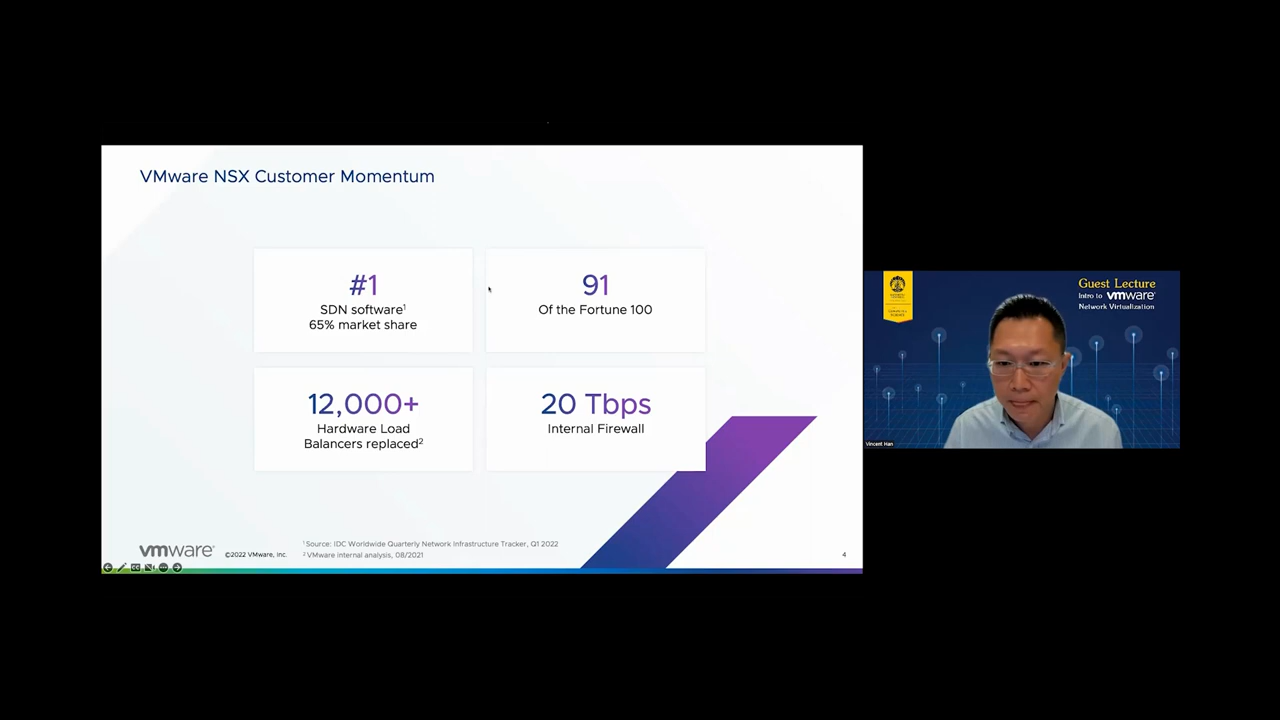 VMware NSX Customer Momentum
#1
SDN software¹
65% market share
91
Of the Fortune 100
12,000+
Hardware Load
Balancers replaced²
20 Tbps
Internal Firewall
vmware®
©2022 VMware, Inc.
¹ Source: IDC Worldwide Quarterly Network Infrastructure Tracker, Q1 2022
² VMware internal analysis, 08/2021
4
Guest Lecture
Intro to vmware®
Network Virtualization
Vincent Han